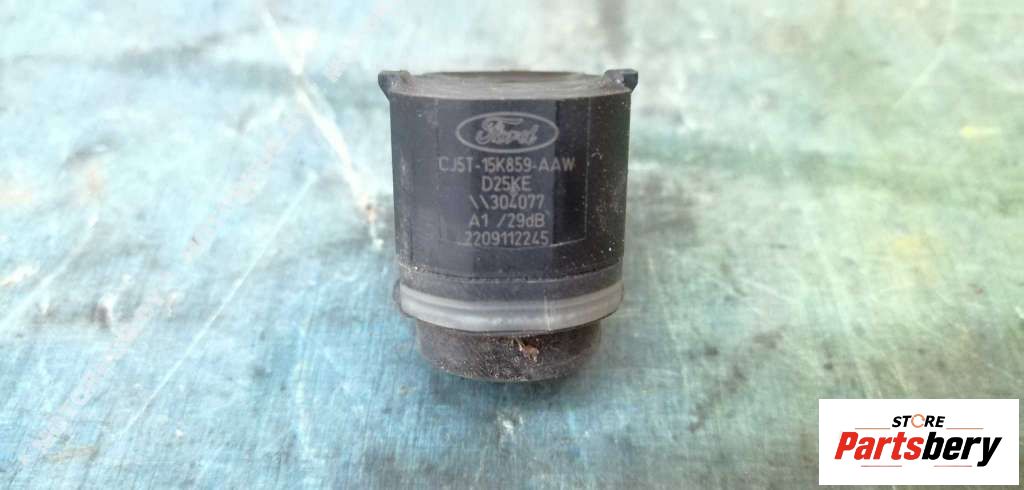 Ford
CJ5T-15K859-AAW
D25KE
\\304077
A1 /29dB
2209112245
STORE
Partsbery